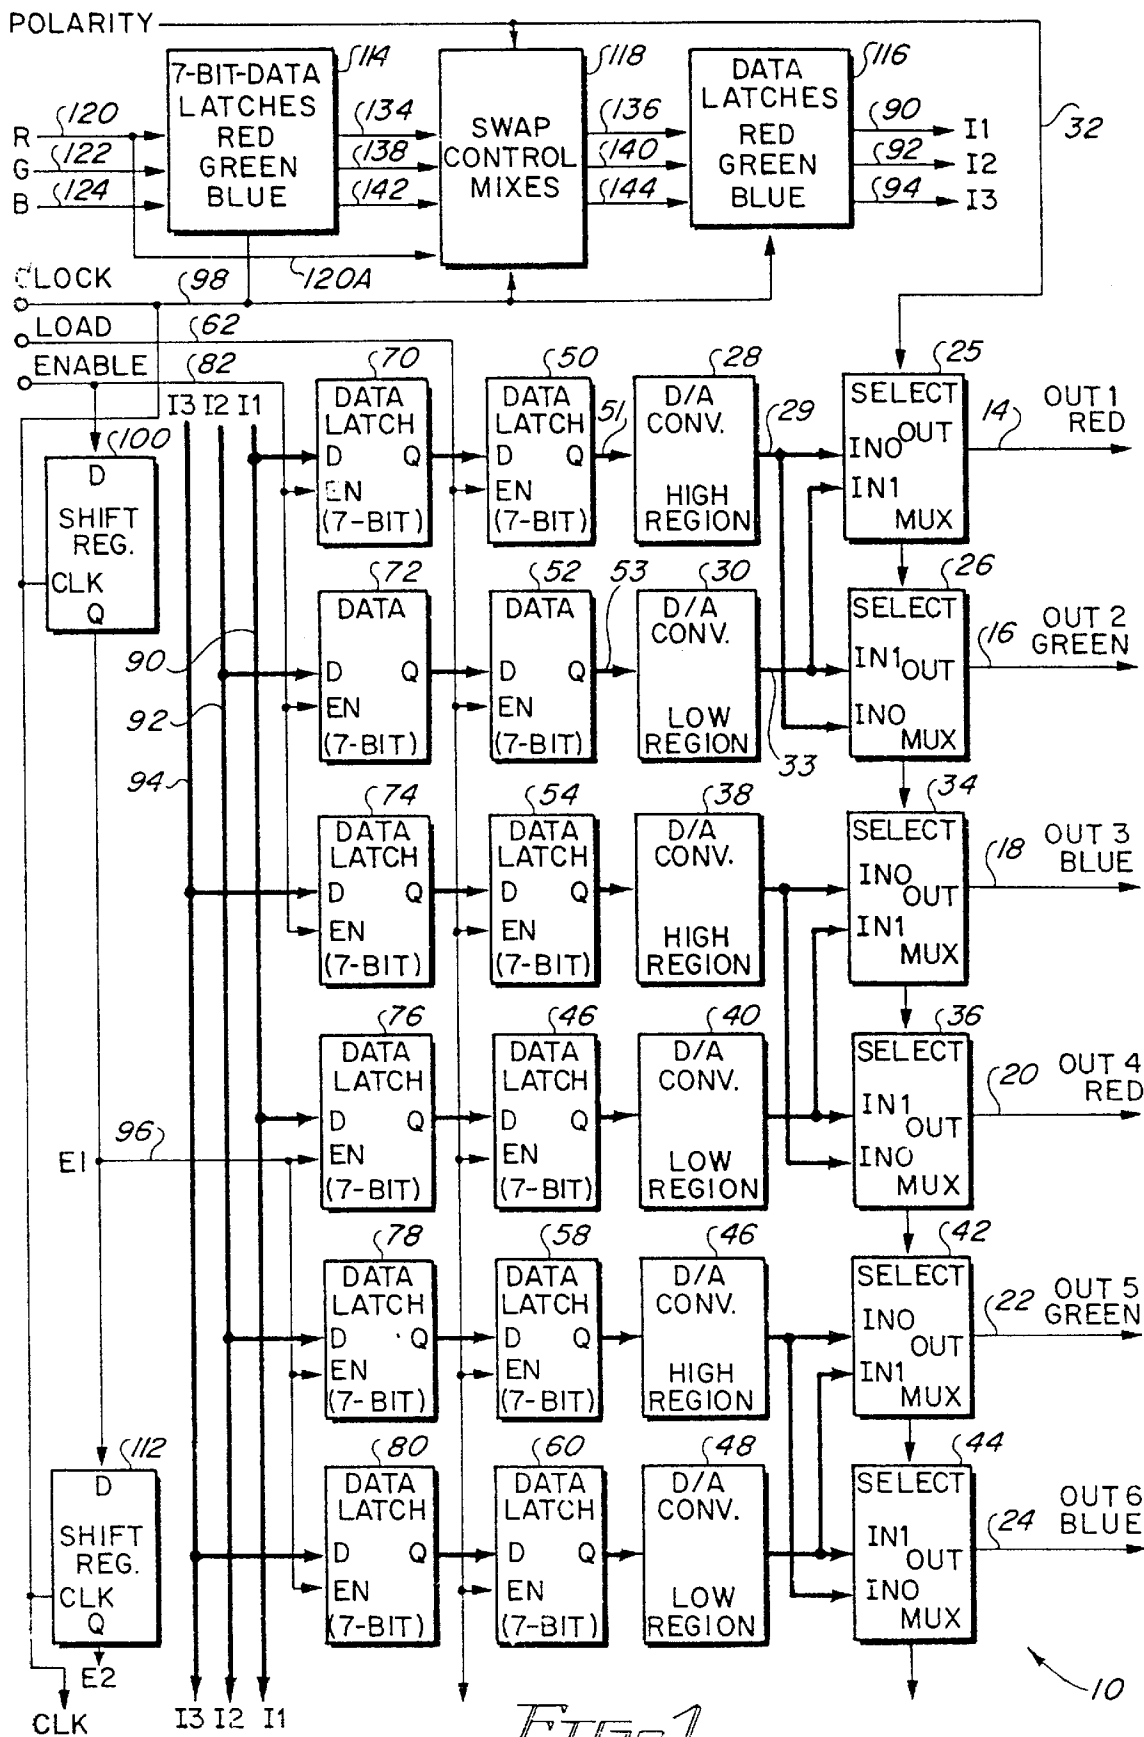 POLARITY
7-BIT-DATA LATCHES RED GREEN BLUE
114
SWAP CONTROL MIXES
118
DATA LATCHES RED GREEN BLUE
116
32
R 120
G 122
B 124
134
138
142
136
140
144
90 I1
92 I2
94 I3
120A
CLOCK 98
LOAD 62
ENABLE 82
I3 I2 I1
100
D
SHIFT REG.
CLK
Q
90
92
94
70
DATA LATCH
D Q
EN
(7-BIT)
50
DATA LATCH
D Q
EN
(7-BIT)
51
28
D/A CONV.
HIGH REGION
29
25
SELECT
IN0 OUT
IN1
MUX
14
OUT 1 RED
72
DATA
D Q
EN
(7-BIT)
52
DATA
D Q
EN
(7-BIT)
53
30
D/A CONV.
LOW REGION
33
26
SELECT
IN1 OUT
IN0
MUX
16
OUT 2 GREEN
74
DATA LATCH
D Q
EN
(7-BIT)
54
DATA LATCH
D Q
EN
(7-BIT)
38
D/A CONV.
HIGH REGION
34
SELECT
IN0 OUT
IN1
MUX
18
OUT 3 BLUE
76
DATA LATCH
D Q
EN
(7-BIT)
46
DATA LATCH
D Q
EN
(7-BIT)
40
D/A CONV.
LOW REGION
36
SELECT
IN1 OUT
IN0
MUX
20
OUT 4 RED
E1
96
78
DATA LATCH
D Q
EN
(7-BIT)
58
DATA LATCH
D Q
EN
(7-BIT)
46
D/A CONV.
HIGH REGION
42
SELECT
IN0 OUT
IN1
MUX
22
OUT 5 GREEN
112
D
SHIFT REG.
CLK
Q
E2
CLK
80
DATA LATCH
D Q
EN
(7-BIT)
60
DATA LATCH
D Q
EN
(7-BIT)
48
D/A CONV.
LOW REGION
44
SELECT
IN1 OUT
IN0
MUX
24
OUT 6 BLUE
I3 I2 I1
10
FIG-1